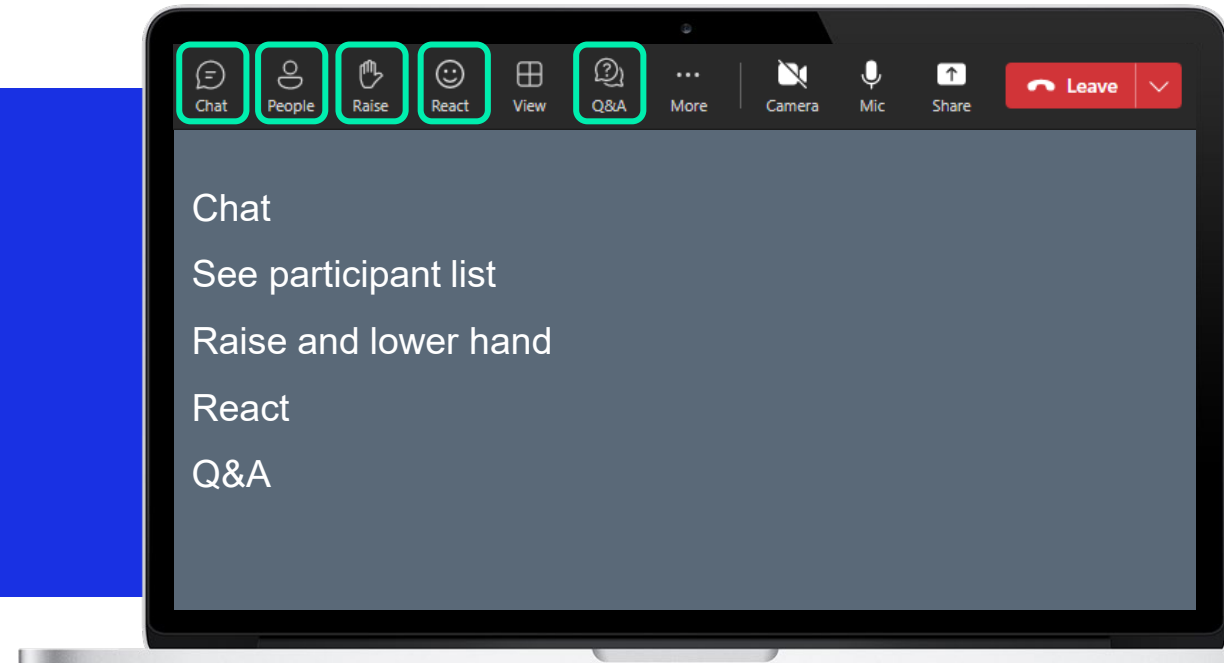 Chat People Raise React View Q&A More Camera Mic Share Leave
Chat
See participant list
Raise and lower hand
React
Q&A